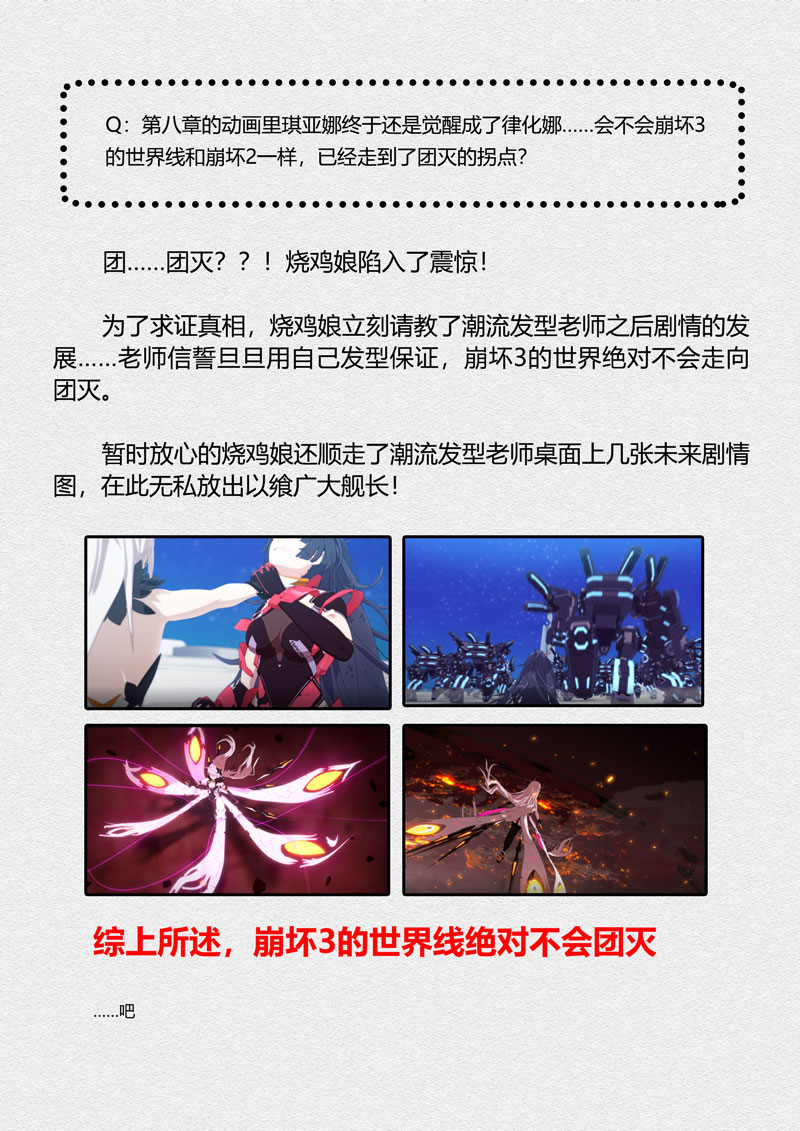 Q：第八章的动画里琪亚娜终于还是觉醒成了律化娜......会不会崩坏3
的世界线和崩坏2一样，已经走到了团灭的拐点？
团......团灭？？！烧鸡娘陷入了震惊！
为了求证真相，烧鸡娘立刻请教了潮流发型老师之后剧情的发
展......老师信誓旦旦用自己发型保证，崩坏3的世界绝对不会走向
团灭。
暂时放心的烧鸡娘还顺走了潮流发型老师桌面上几张未来剧情
图，在此无私放出以飨广大舰长！
综上所述，崩坏3的世界线绝对不会团灭
......吧